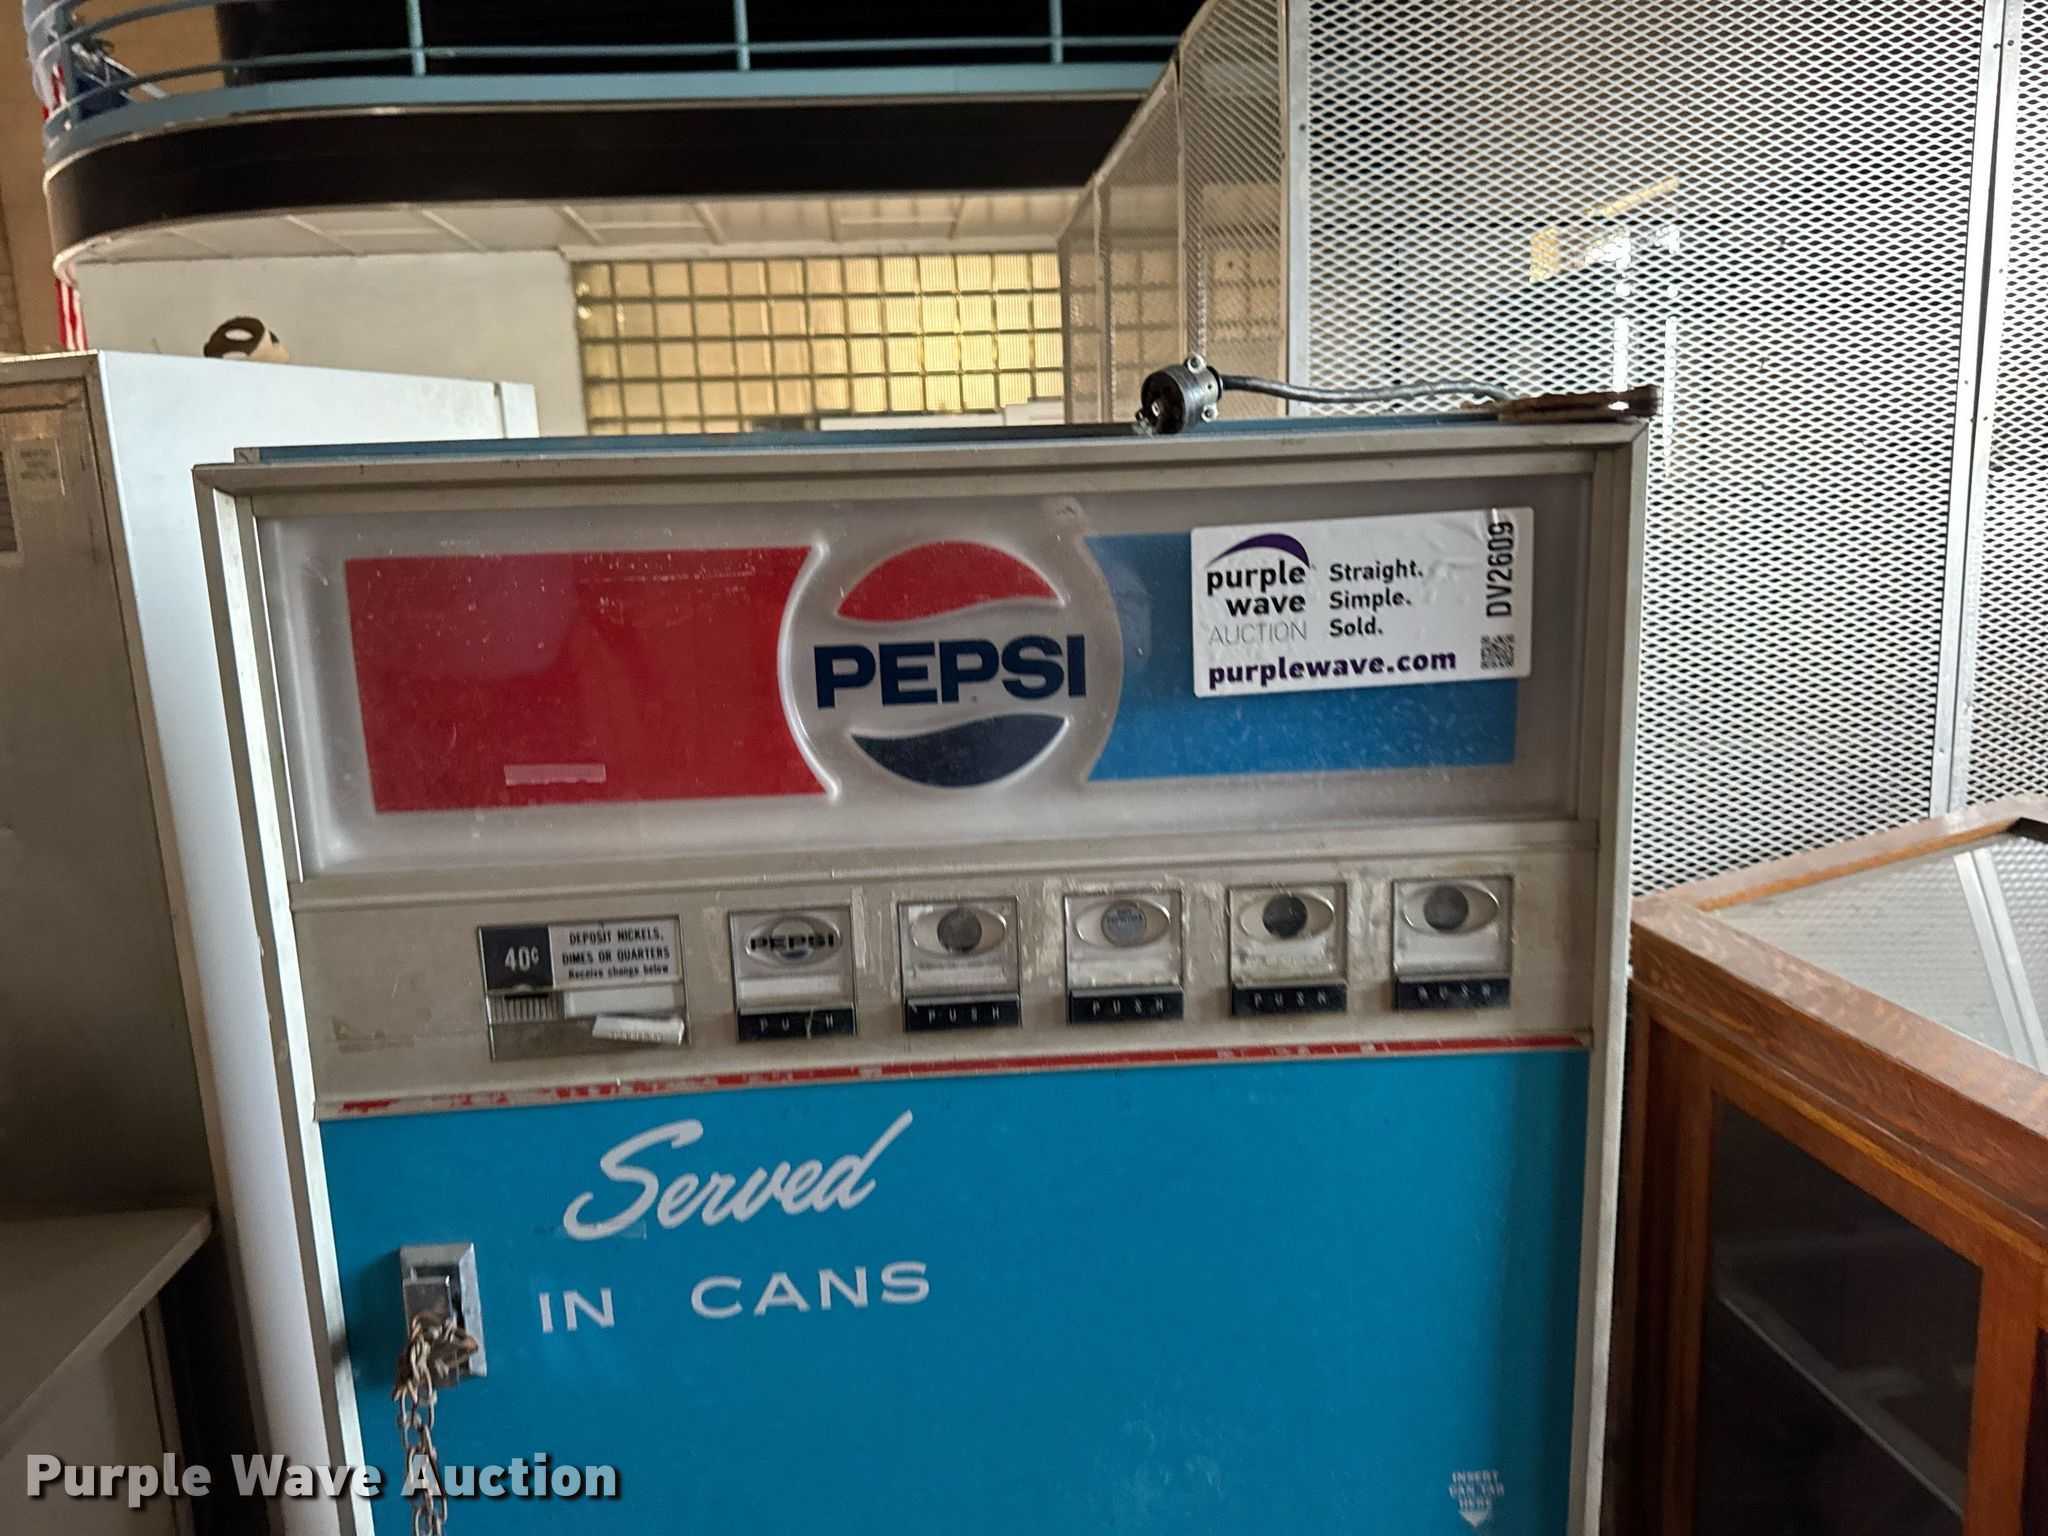 PEPSI
purple
wave
AUCTION
Straight.
Simple.
Sold.
purplewave.com
DV2609
40¢
DEPOSIT NICKELS,
DIMES OR QUARTERS
Receive change below
PEPSI
PUSH
PUSH
PUSH
PUSH
PUSH
Served
IN CANS
INSERT
CAN TAB
HERE
Purple Wave Auction